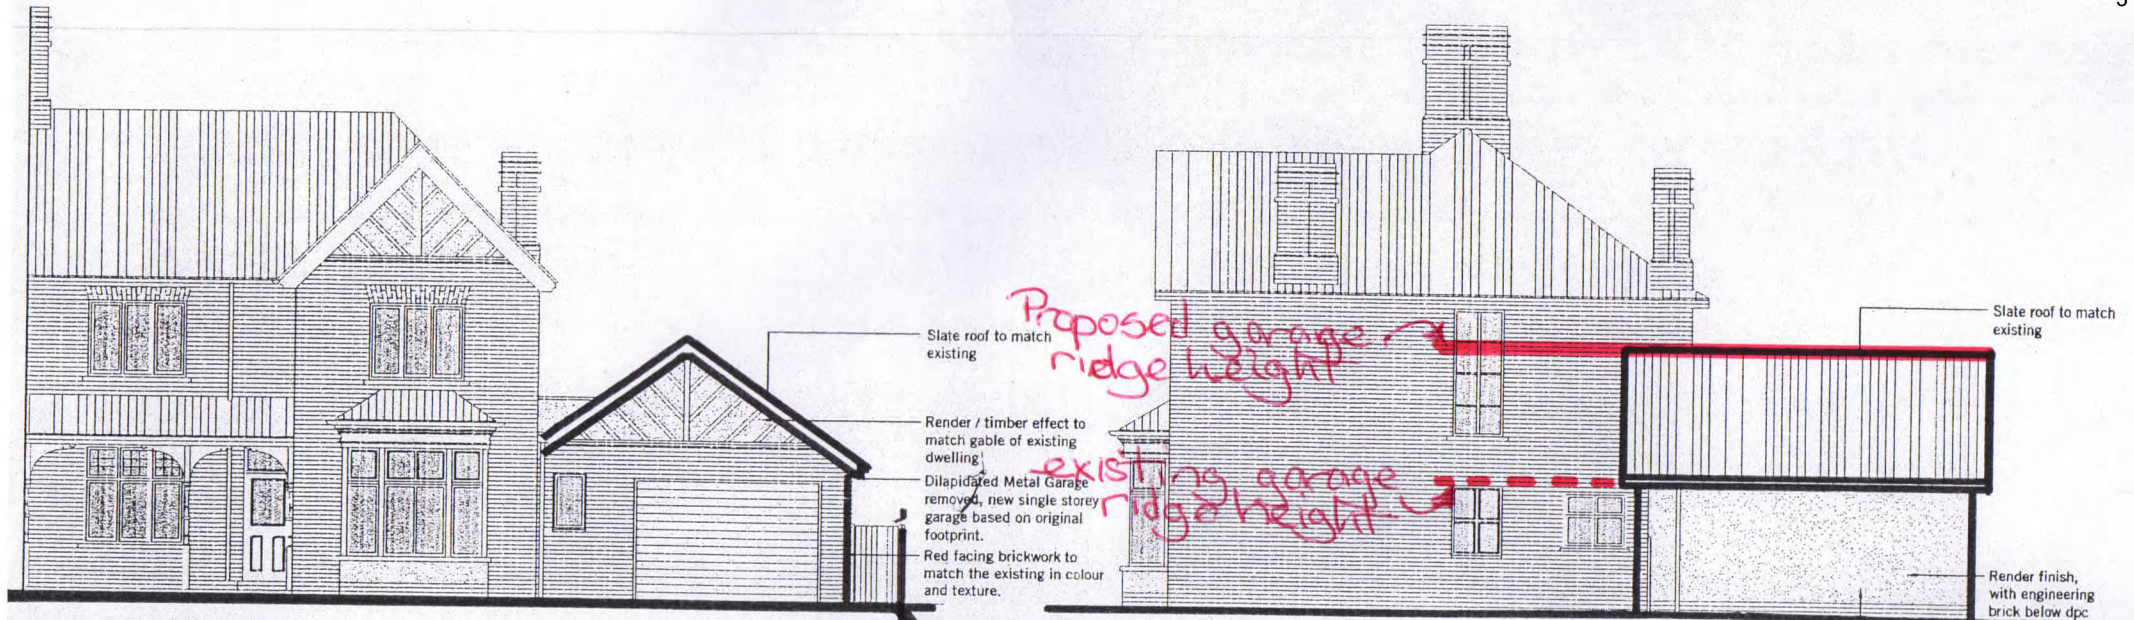 Slate roof to match
existing
Render / timber effect to
match gable of existing
dwelling
Dilapidated Metal Garage
removed, new single storey
garage based on original
footprint.
Red facing brickwork to
match the existing in colour
and texture.
Proposed garage
ridge height
existing garage
ridge height
Slate roof to match
existing
Render finish,
with engineering
brick below dpc